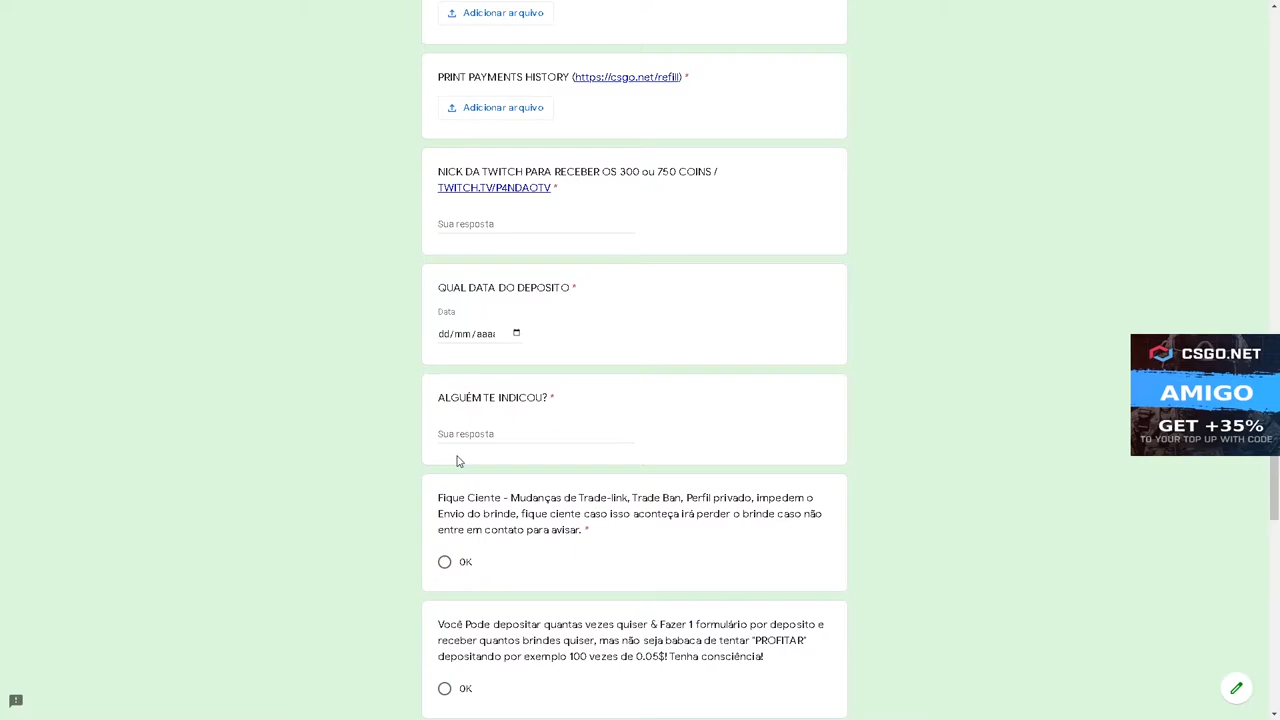 Adicionar arquivo
PRINT PAYMENTS HISTORY (https://csgo.net/refill) *
Adicionar arquivo
NICK DA TWITCH PARA RECEBER OS 300 ou 750 COINS /
TWITCH.TV/P4NDAOTV *
Sua resposta
QUAL DATA DO DEPOSITO *
Data
dd/mm/aaaa
ALGUÉM TE INDICOU? *
Sua resposta
Fique Ciente - Mudanças de Trade-link, Trade Ban, Perfil privado, impedem o
Envio do brinde, fique ciente caso isso aconteça irá perder o brinde caso não
entre em contato para avisar. *
OK
Você Pode depositar quantas vezes quiser & Fazer 1 formulário por deposito e
receber quantos brindes quiser, mas não seja babaca de tentar "PROFITAR"
depositando por exemplo 100 vezes de 0.05$! Tenha consciência!
OK
CSGO.NET
AMIGO
GET +35%
TO YOUR TOP UP WITH CODE